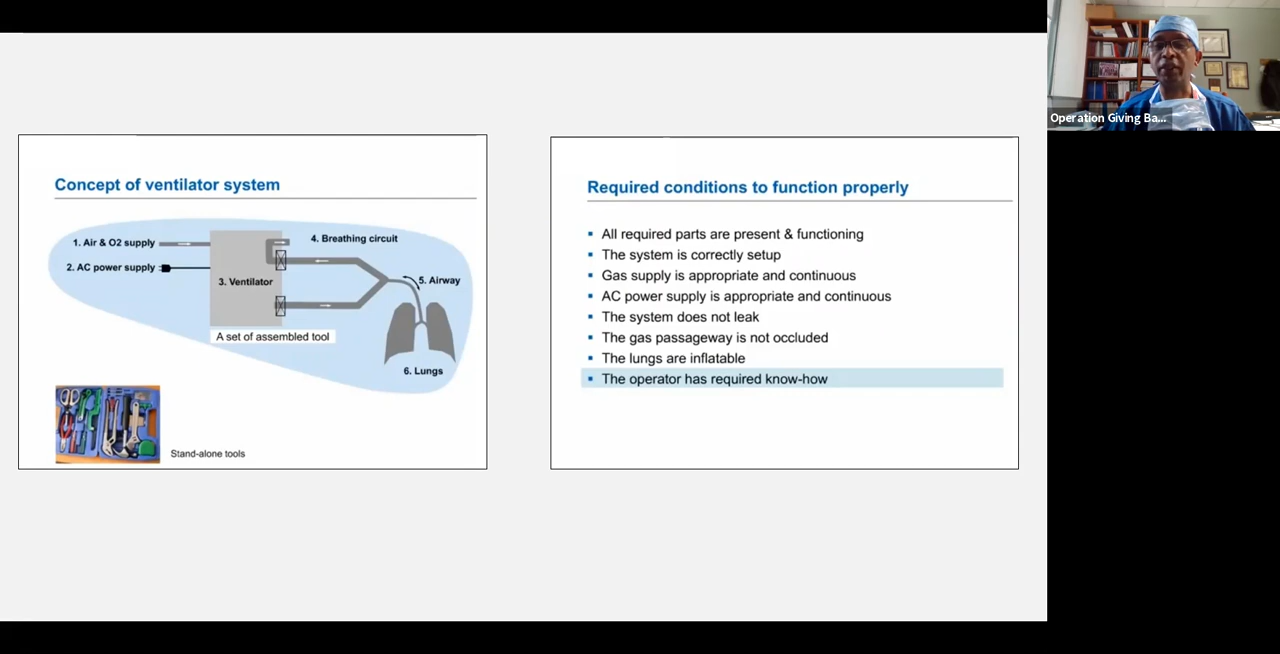 Concept of ventilator system
1. Air & O2 supply
2. AC power supply
3. Ventilator
4. Breathing circuit
5. Airway
6. Lungs
A set of assembled tool
Stand-alone tools
Required conditions to function properly
▪ All required parts are present & functioning
▪ The system is correctly setup
▪ Gas supply is appropriate and continuous
▪ AC power supply is appropriate and continuous
▪ The system does not leak
▪ The gas passageway is not occluded
▪ The lungs are inflatable
▪ The operator has required know-how
Operation Giving Ba...